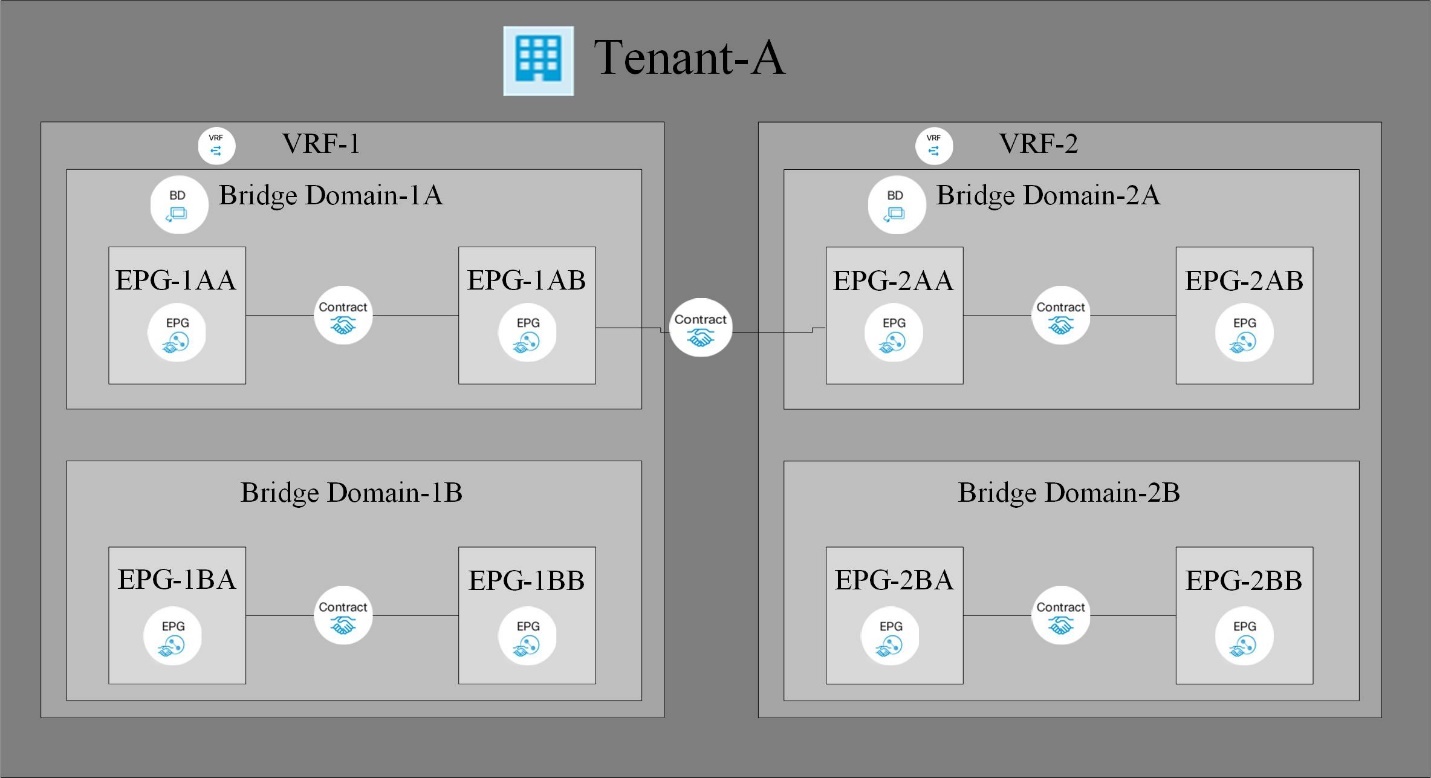 Tenant-A
VRF
VRF-1
BD
Bridge Domain-1A
EPG-1AA
EPG
Contract
EPG-1AB
EPG
Bridge Domain-1B
EPG-1BA
EPG
Contract
EPG-1BB
EPG
Contract
VRF
VRF-2
BD
Bridge Domain-2A
EPG-2AA
EPG
Contract
EPG-2AB
EPG
Bridge Domain-2B
EPG-2BA
EPG
Contract
EPG-2BB
EPG